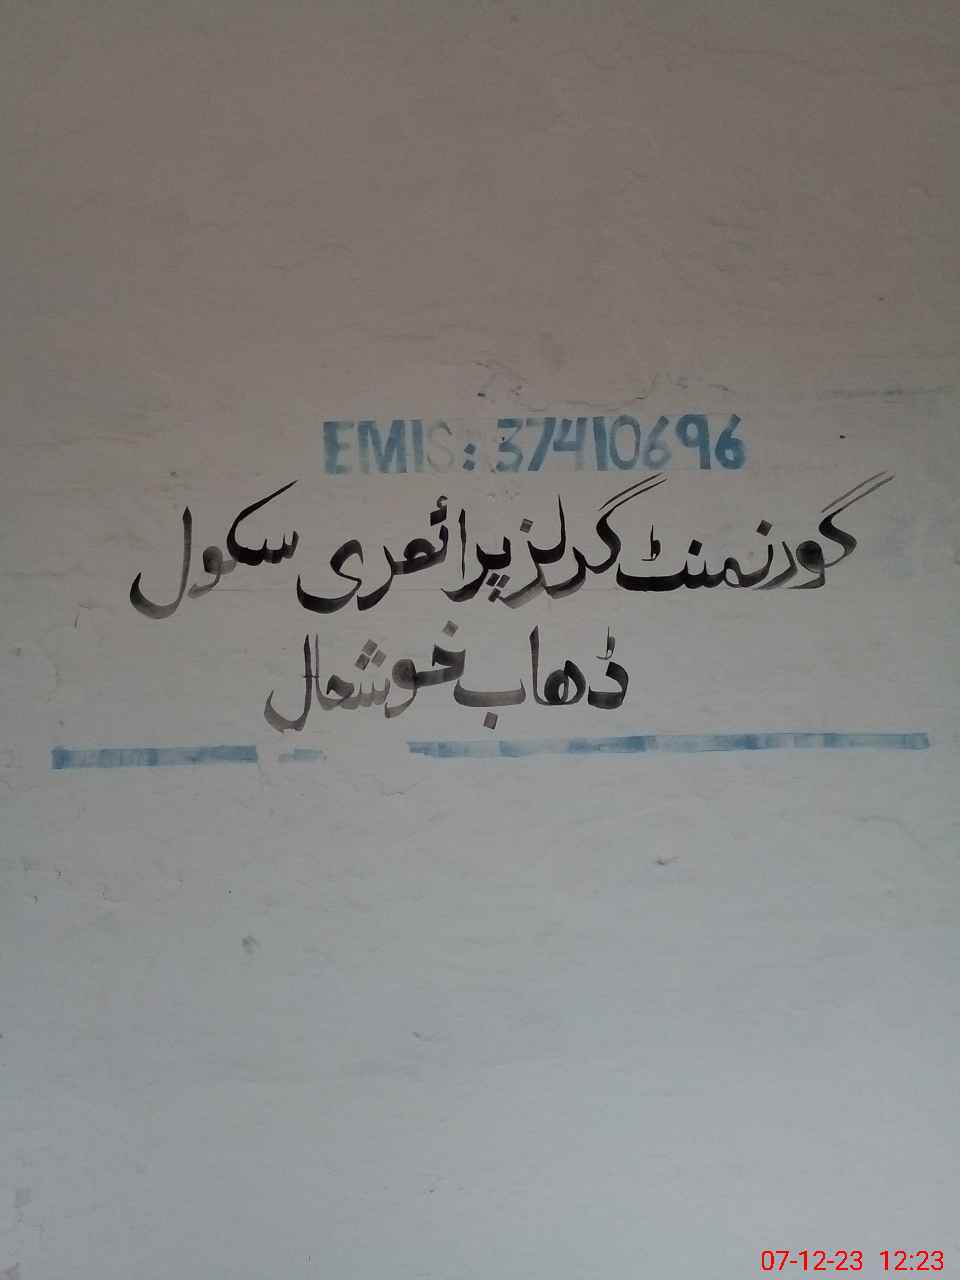 EMIS: 37410696
گورنمنٹ گرلز پرائمری سکول
ڈھاب خوشحال
07-12-23 12:23